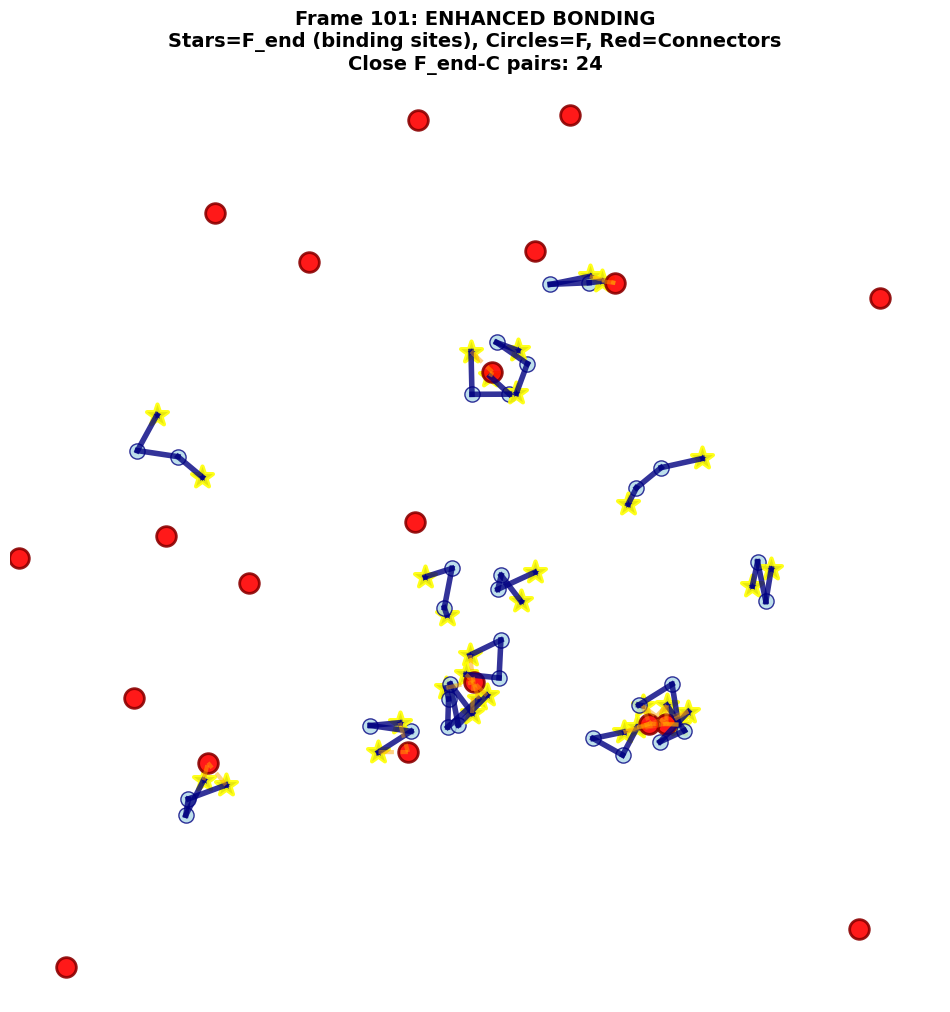 Frame 101: ENHANCED BONDING
Stars=F_end (binding sites), Circles=F, Red=Connectors
Close F_end-C pairs: 24